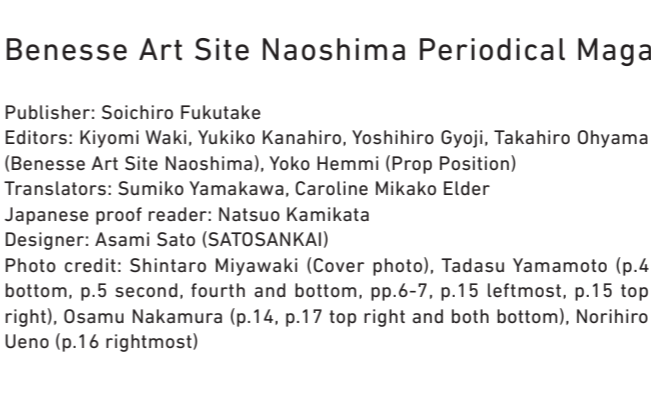 Benesse Art Site Naoshima Periodical Maga
Publisher: Soichiro Fukutake
Editors: Kiyomi Waki, Yukiko Kanahiro, Yoshihiro Gyoji, Takahiro Ohyama
(Benesse Art Site Naoshima), Yoko Hemmi (Prop Position)
Translators: Sumiko Yamakawa, Caroline Mikako Elder
Japanese proof reader: Natsuo Kamikata
Designer: Asami Sato (SATOSANKAI)
Photo credit: Shintaro Miyawaki (Cover photo), Tadasu Yamamoto (p.4
bottom, p.5 second, fourth and bottom, pp.6-7, p.15 leftmost, p.15 top
right), Osamu Nakamura (p.14, p.17 top right and both bottom), Norihiro
Ueno (p.16 rightmost)